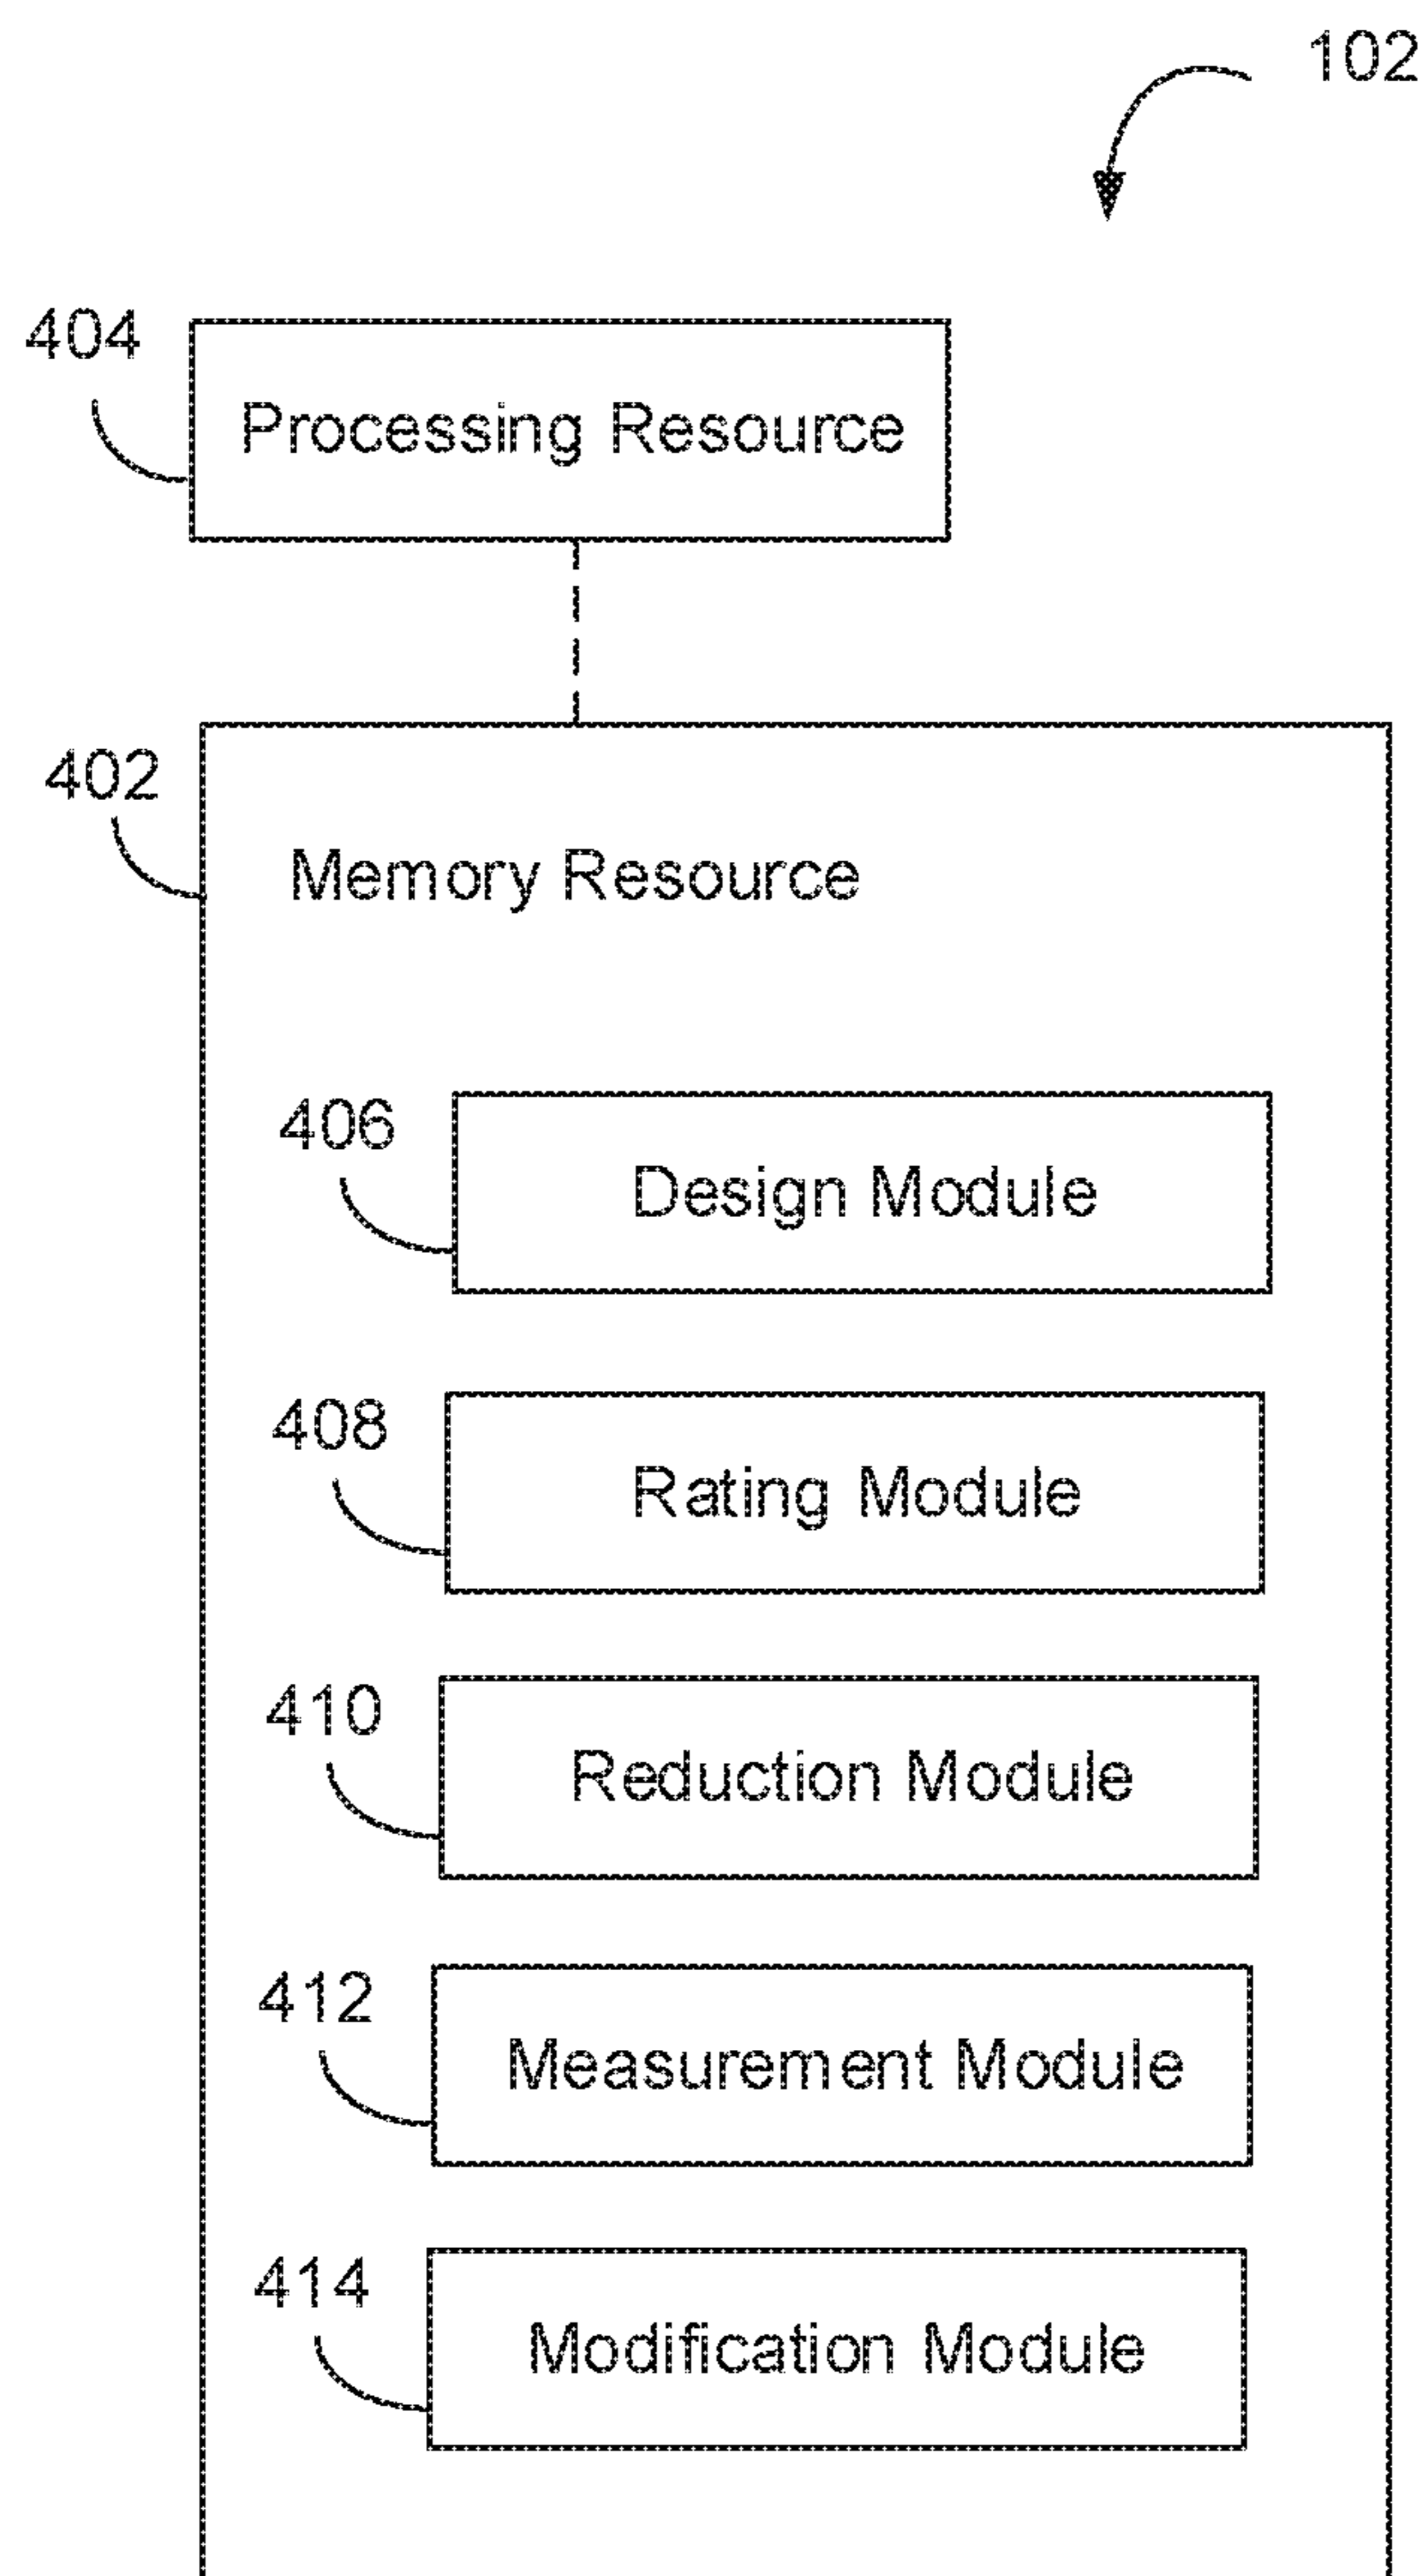 102
404
Processing Resource
402
Memory Resource
406
Design Module
408
Rating Module
410
Reduction Module
412
Measurement Module
414
Modification Module